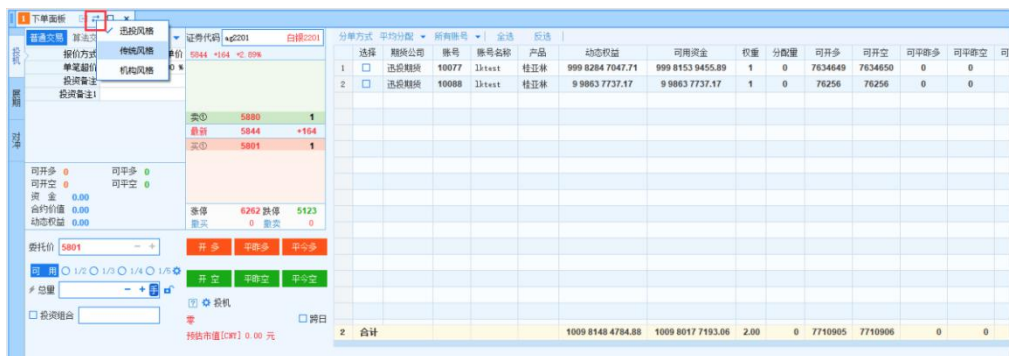 1 下单面板
迅投风格
传统风格
机构风格
普通交易
证券代码 ag2201 白银2201
报价方式
5844 +164 +2.89%
单笔超价
投资备注
投资备注1
投机
展期
对冲
卖① 5880 1
最新 5844 +164
买① 5801 1
可开多 0 可平多 0
可开空 0 可平空 0
资 金 0.00
合约价值 0.00
动态权益 0.00
涨停 6262 跌停 5123
撤买 0 撤卖 0
委托价 5801 - +
开 多 平昨多 平今多
可 用 1/2 1/3 1/4 1/5
开 空 平昨空 平今空
总量 - + 手
? 投机
投资组合
零 跨日
预估市值[CNY] 0.00 元
分单方式 平均分配 所有账号 全选 反选
选择 期货公司 账号 账号名称 产品 动态权益 可用资金 权重 分配量 可开多 可开空 可平昨多 可平昨空
1 迅投期货 10077 lktest 桂亚林 999 8284 7047.71 999 8153 9455.89 1 0 7634649 7634650 0 0
2 迅投期货 10088 lktest 桂亚林 9 9863 7737.17 9 9863 7737.17 1 0 76256 76256 0 0
2 合计 1009 8148 4784.88 1009 8017 7193.06 2.00 0 7710905 7710906 0 0